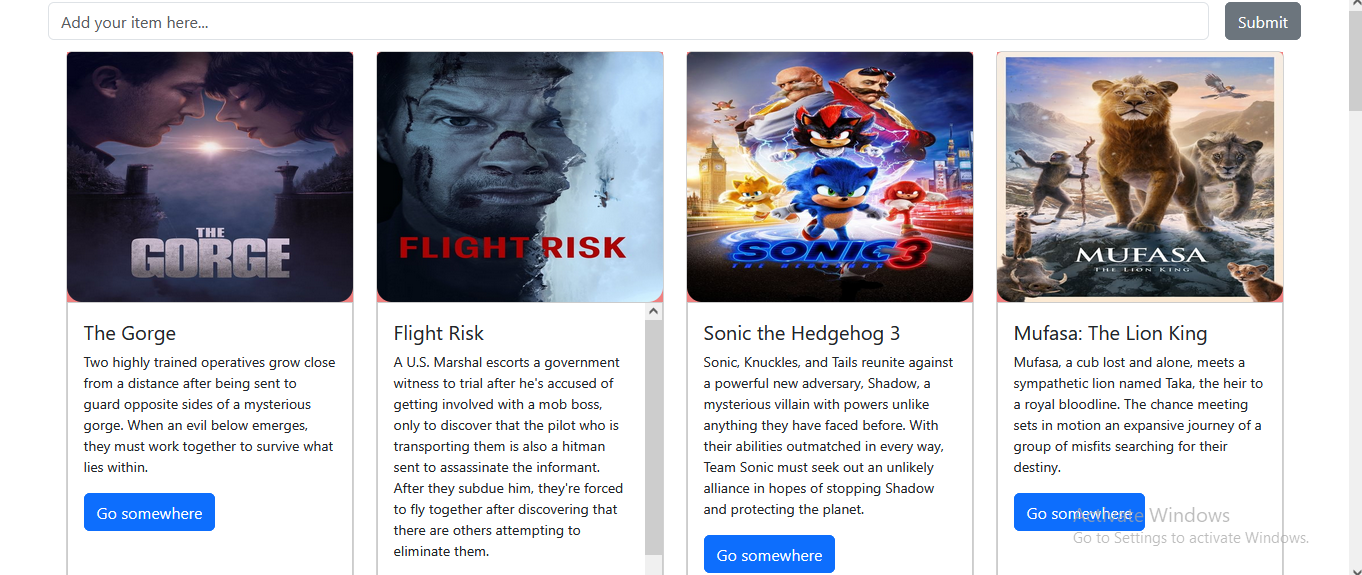 Add your item here...
Submit
THE
GORGE
FLIGHT RISK
SONIC 3
THE HEDGEHOG
MUFASA
THE LION KING
The Gorge
Two highly trained operatives grow close
from a distance after being sent to
guard opposite sides of a mysterious
gorge. When an evil below emerges,
they must work together to survive what
lies within.
Go somewhere
Flight Risk
A U.S. Marshal escorts a government
witness to trial after he's accused of
getting involved with a mob boss,
only to discover that the pilot who is
transporting them is also a hitman
sent to assassinate the informant.
After they subdue him, they're forced
to fly together after discovering that
there are others attempting to
eliminate them.
Sonic the Hedgehog 3
Sonic, Knuckles, and Tails reunite against
a powerful new adversary, Shadow, a
mysterious villain with powers unlike
anything they have faced before. With
their abilities outmatched in every way,
Team Sonic must seek out an unlikely
alliance in hopes of stopping Shadow
and protecting the planet.
Go somewhere
Mufasa: The Lion King
Mufasa, a cub lost and alone, meets a
sympathetic lion named Taka, the heir to
a royal bloodline. The chance meeting
sets in motion an expansive journey of a
group of misfits searching for their
destiny.
Go somewhere
Activate Windows
Go to Settings to activate Windows.